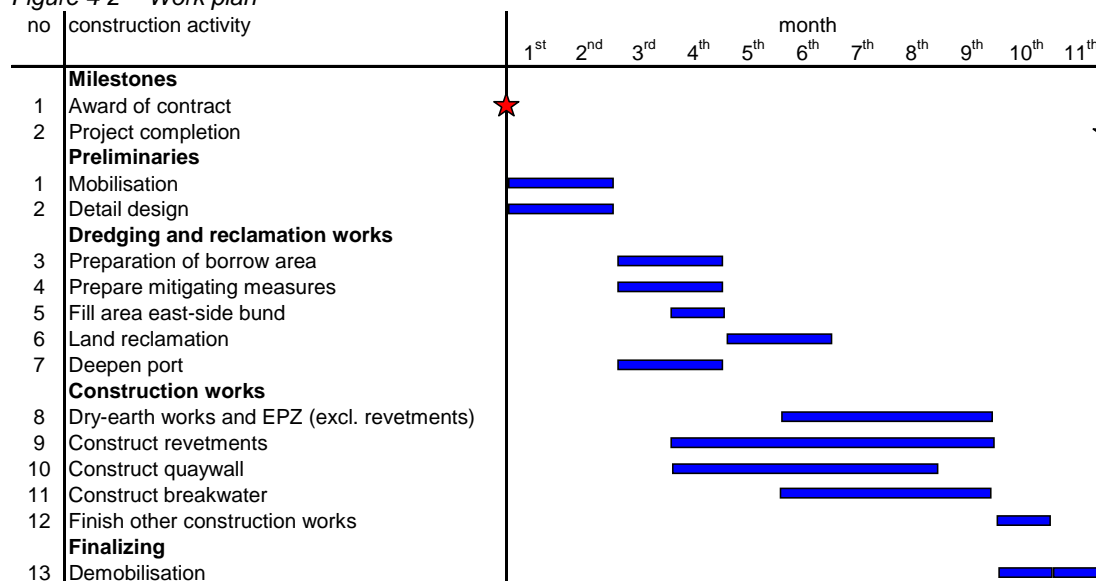 Figure 4-2 Work plan
no construction activity month
1st 2nd 3rd 4th 5th 6th 7th 8th 9th 10th 11th
Milestones
1 Award of contract
2 Project completion
Preliminaries
1 Mobilisation
2 Detail design
Dredging and reclamation works
3 Preparation of borrow area
4 Prepare mitigating measures
5 Fill area east-side bund
6 Land reclamation
7 Deepen port
Construction works
8 Dry-earth works and EPZ (excl. revetments)
9 Construct revetments
10 Construct quaywall
11 Construct breakwater
12 Finish other construction works
Finalizing
13 Demobilisation